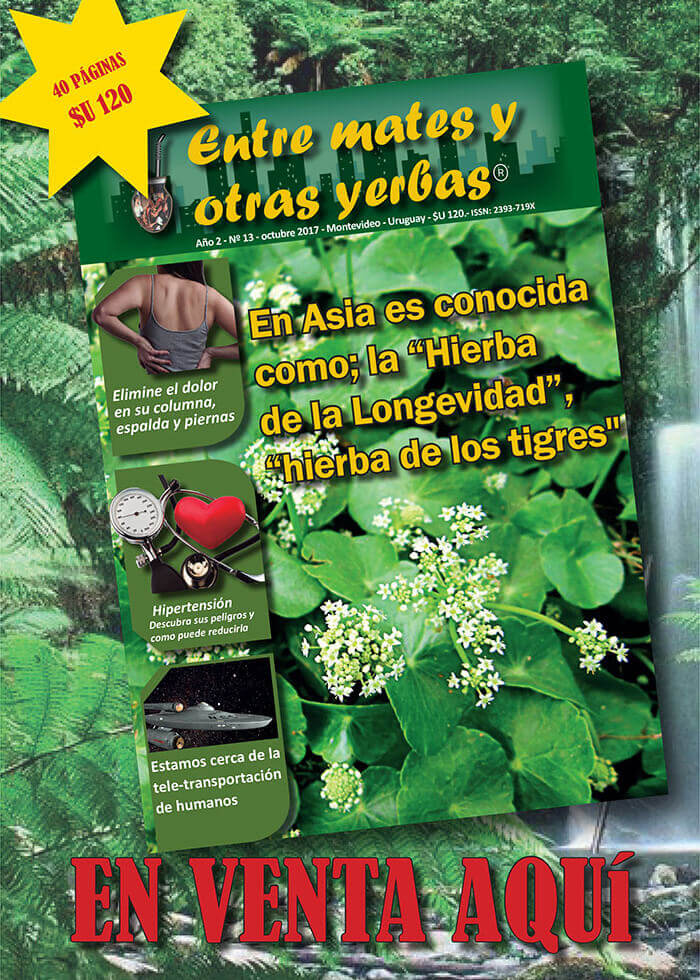 40 PÁGINAS
$U 120
Entre mates y
otras yerbas®
Año 2 - Nº 13 - octubre 2017 - Montevideo - Uruguay - $U 120.- ISSN: 2393-719X
En Asia es conocida
como; la “Hierba
de la Longevidad”,
“hierba de los tigres"
Elimine el dolor
en su columna,
espalda y piernas
Hipertensión
Descubra sus peligros y
como puede reducirla
Estamos cerca de la
tele-transportación
de humanos
EN VENTA AQUí